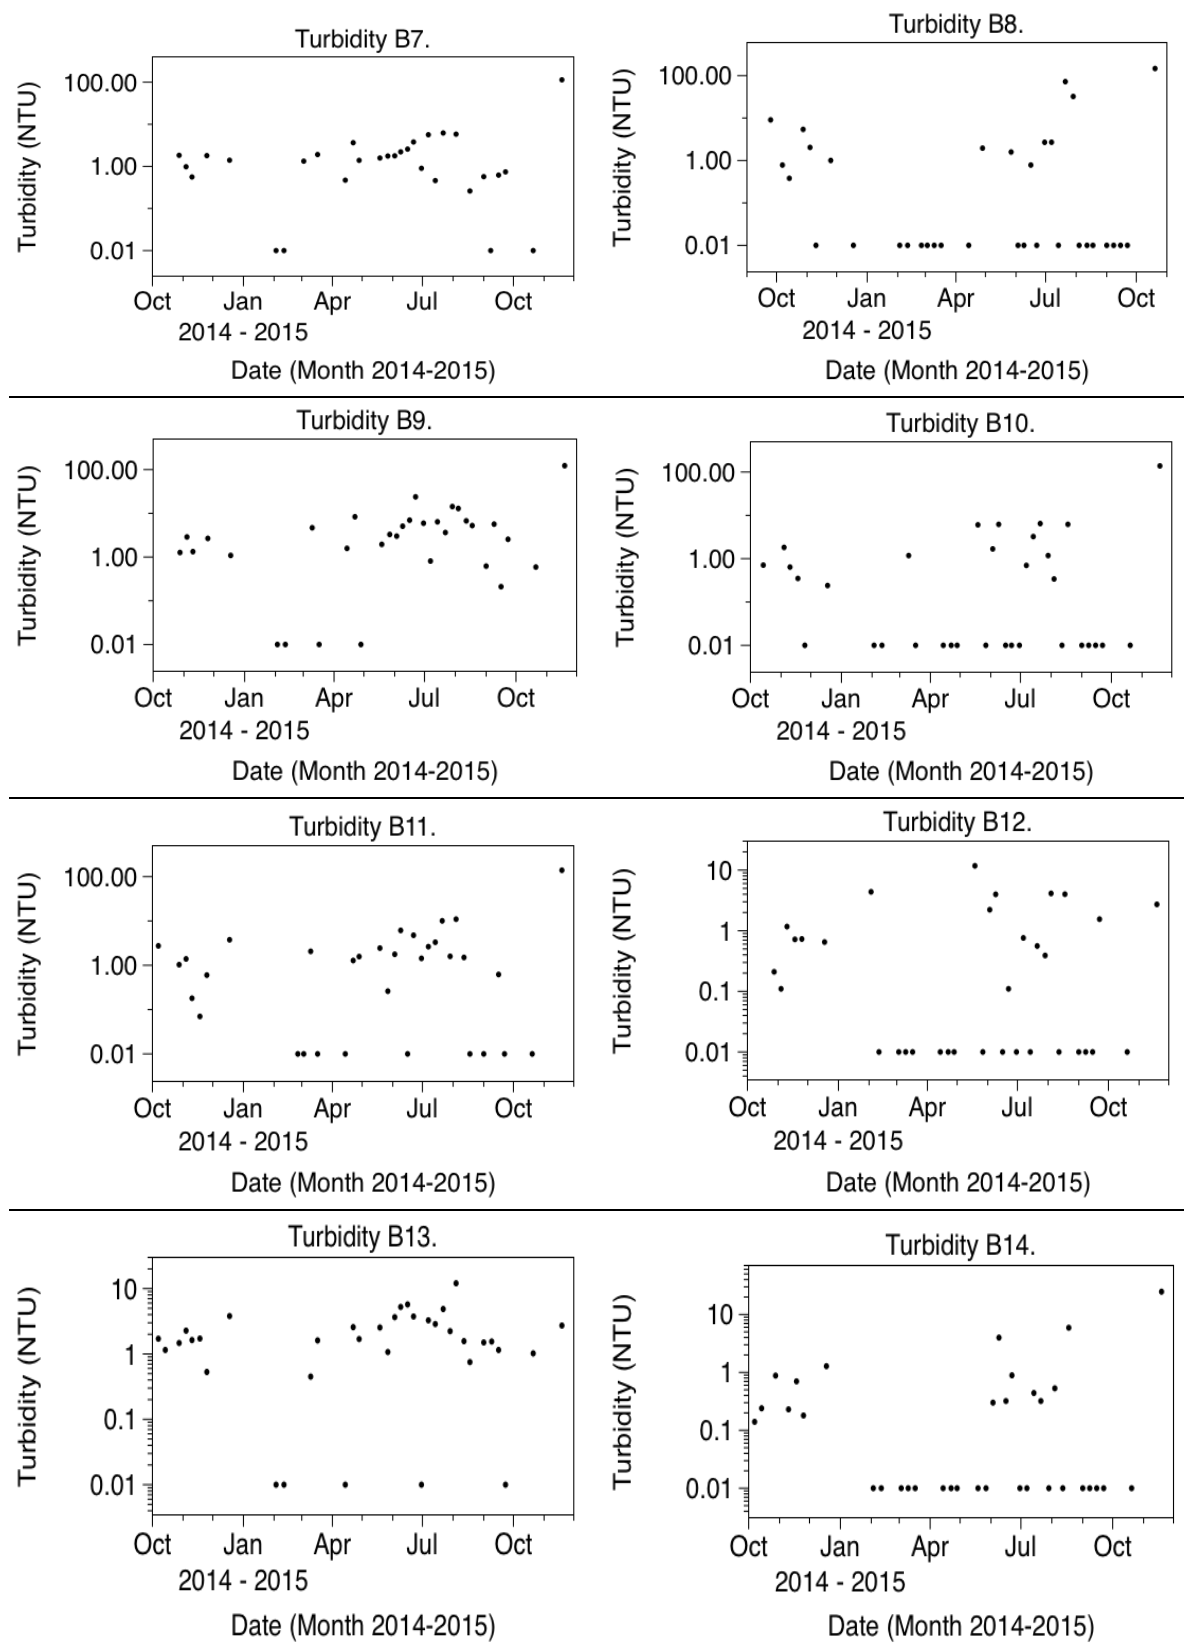 Turbidity B7.
Turbidity (NTU)
100.00
1.00
0.01
Oct Jan Apr Jul Oct
2014 - 2015
Date (Month 2014-2015)
Turbidity B8.
Turbidity (NTU)
100.00
1.00
0.01
Oct Jan Apr Jul Oct
2014 - 2015
Date (Month 2014-2015)
Turbidity B9.
Turbidity (NTU)
100.00
1.00
0.01
Oct Jan Apr Jul Oct
2014 - 2015
Date (Month 2014-2015)
Turbidity B10.
Turbidity (NTU)
100.00
1.00
0.01
Oct Jan Apr Jul Oct
2014 - 2015
Date (Month 2014-2015)
Turbidity B11.
Turbidity (NTU)
100.00
1.00
0.01
Oct Jan Apr Jul Oct
2014 - 2015
Date (Month 2014-2015)
Turbidity B12.
Turbidity (NTU)
10
1
0.1
0.01
Oct Jan Apr Jul Oct
2014 - 2015
Date (Month 2014-2015)
Turbidity B13.
Turbidity (NTU)
10
1
0.1
0.01
Oct Jan Apr Jul Oct
2014 - 2015
Date (Month 2014-2015)
Turbidity B14.
Turbidity (NTU)
10
1
0.1
0.01
Oct Jan Apr Jul Oct
2014 - 2015
Date (Month 2014-2015)